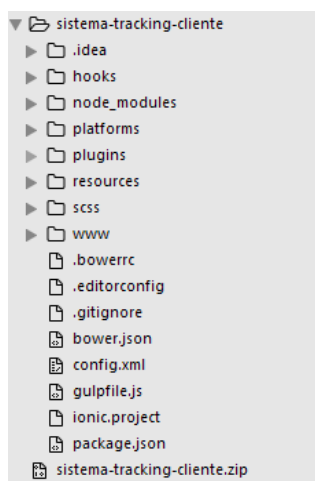 sistema-tracking-cliente
.idea
hooks
node_modules
platforms
plugins
resources
scss
www
.bowerrc
.editorconfig
.gitignore
bower.json
config.xml
gulpfile.js
ionic.project
package.json
sistema-tracking-cliente.zip